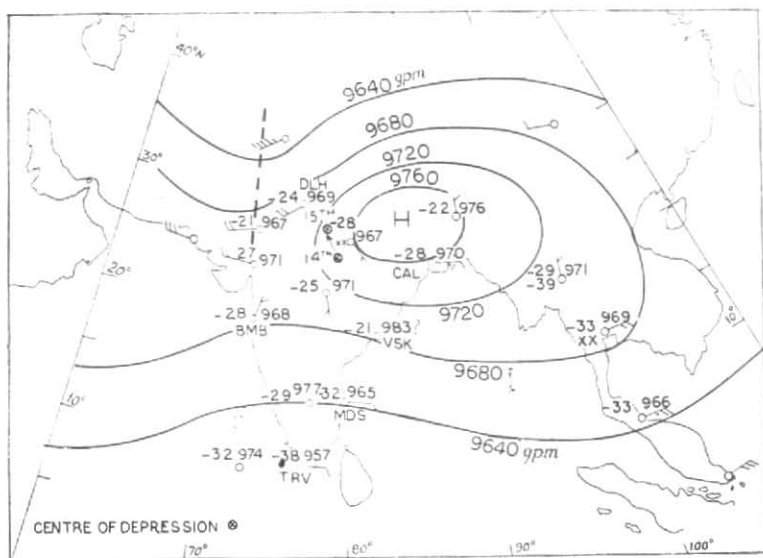 40°N
9640 gpm
9680
30°
9720
9760
DLH
-24 969
15TH
-28
-22 976
H
-21 967
967
20°
-27 971
14TH
-28 970
CAL
-29 971
-39
-25 971
10°
-28 968
BMB
9720
-21 983?
VSK
-33 969
XX
9680
10°
-29 977
-32 965
MDS
-33 966
9640 gpm
-32 974
-38 957
TRV
CENTRE OF DEPRESSION ⊗
70°
80°
90°
100°